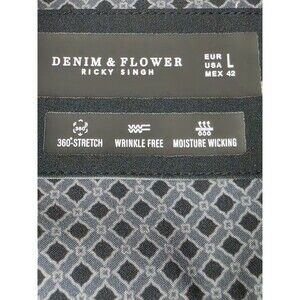 DENIM & FLOWER
RICKY SINGH
EUR
USA L
MEX 42
360°STRETCH WRINKLE FREE MOISTURE WICKING